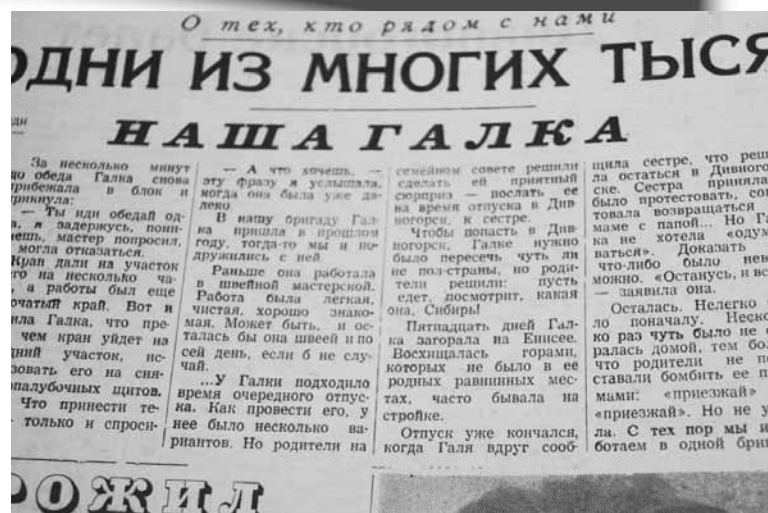 О тех, кто рядом с нами
ОДНИ ИЗ МНОГИХ ТЫСЯ
НАША ГАЛКА
За несколько минут
до обеда Галка снова
прибежала в блок и
крикнула:
— Ты иди обедай од-
на, я задержусь, пони-
маешь, мастер попросил,
могла отказаться.
Кран дали на участок
го на несколько ча-
, а работы был еще
очатый край. Вот и
ила Галка, что пре-
чем кран уйдет на
дний участок, ис-
зовать его на сня-
опалубочных щитов.
Что принести те-
только и спроси-
— А что хочешь, —
эту фразу я услышала,
когда она была уже да-
леко.
В нашу бригаду Гал-
ка пришла в прошлом
году, тогда-то мы и по-
дружились с ней.
Раньше она работала
в швейной мастерской.
Работа была легкая,
чистая, хорошо знако-
мая. Может быть, и ос-
талась бы она швеей и по
сей день, если б не слу-
чай.
...У Галки подходило
время очередного отпус-
ка. Как провести его, у
нее было несколько ва-
риантов. Но родители на
семейном совете решили
сделать ей приятный
сюрприз — послать ее
на время отпуска в Див-
ногорск, к сестре.
Чтобы попасть в Див-
ногорск, Галке нужно
было пересечь чуть ли
не пол-страны, но роди-
тели решили: пусть
едет, посмотрит, какая
она, Сибирь!
Пятнадцать дней Гал-
ка загорала на Енисее.
Восхищалась горами,
которых не было в её
родных равнинных мес-
тах, часто бывала на
стройке.
Отпуск уже кончался,
когда Галя вдруг сооб-
щила сестре, что реш
ла остаться в Дивного
ске. Сестра приняла
было протестовать, сов
товала возвращаться
маме с папой... Но Га
ка не хотела «одум
ваться». Доказать
что-либо было нев
можно. «Останусь, и вс
— заявила она.
Осталась. Нелегко
ло поначалу. Неско
ко раз чуть было не с
ралась домой, тем бол
что родители не пе
ставали бомбить ее п
мами: «приезжай»
«приезжай». Но не у
ла. С тех пор мы и
ботаем в одной бриг
РОЖИЛ